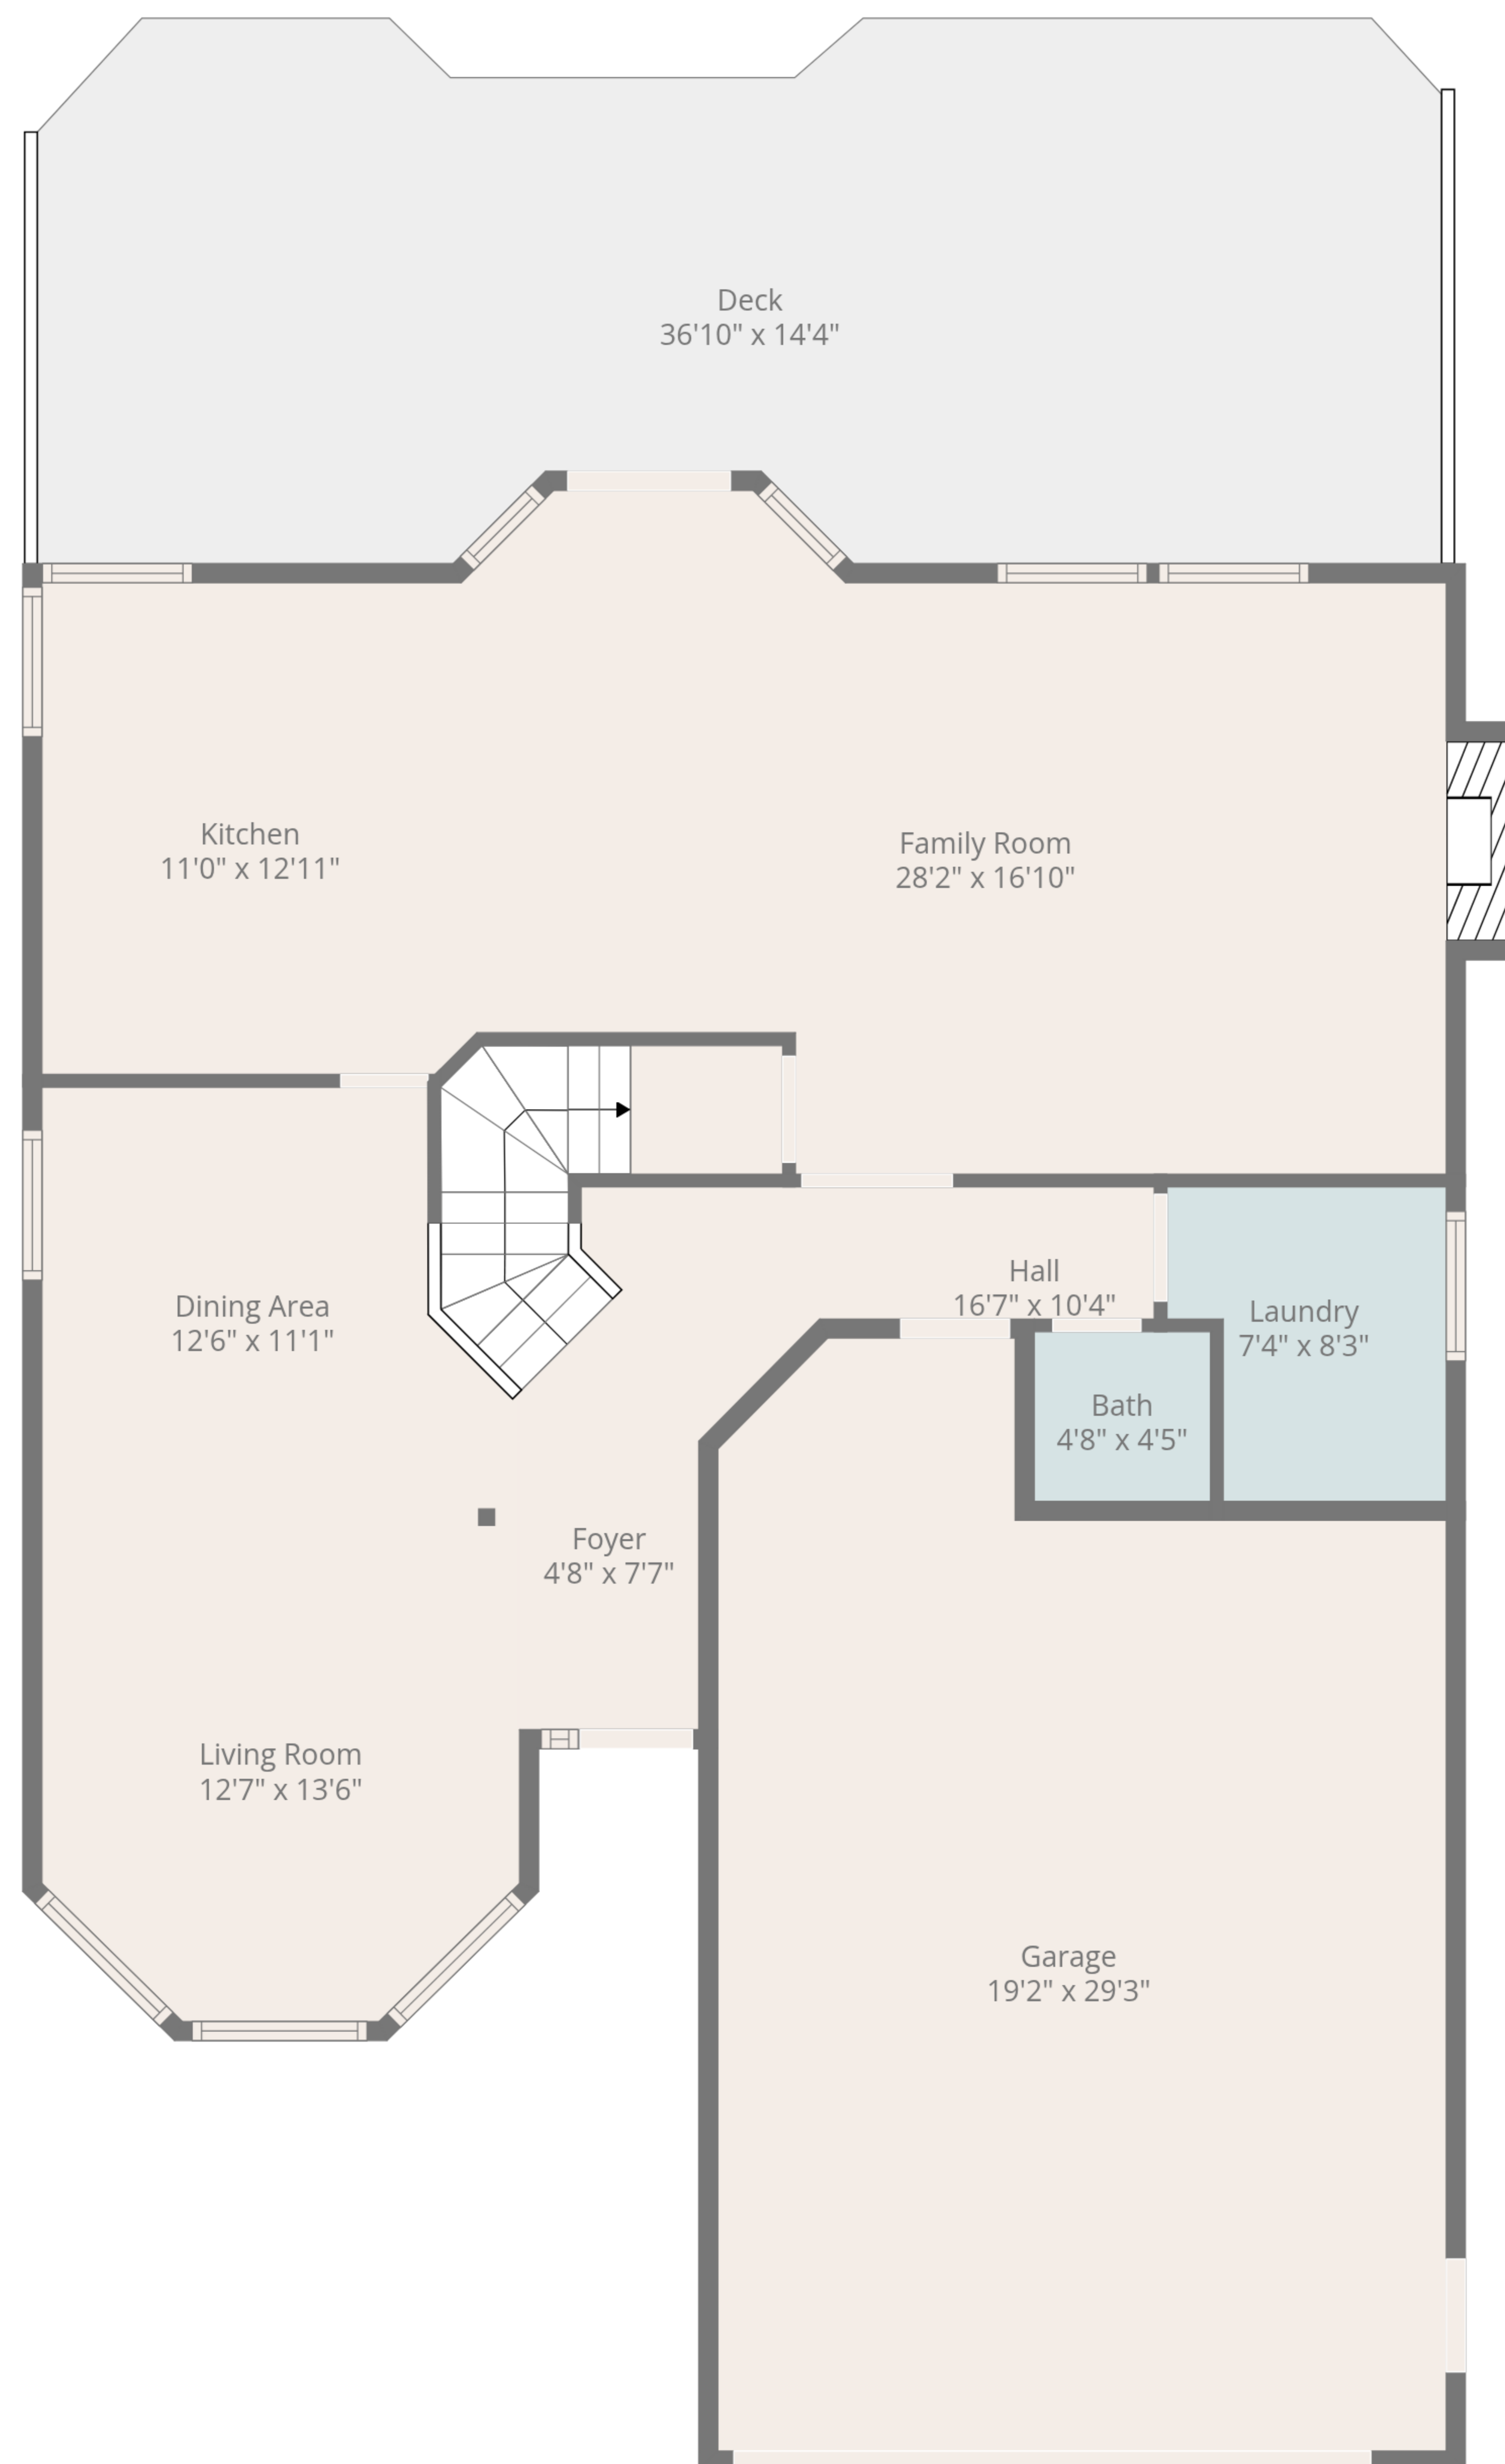 Deck
36'10" x 14'4"
Kitchen
11'0" x 12'11"
Family Room
28'2" x 16'10"
Hall
16'7" x 10'4"
Dining Area
12'6" x 11'1"
Laundry
7'4" x 8'3"
Bath
4'8" x 4'5"
Foyer
4'8" x 7'7"
Living Room
12'7" x 13'6"
Garage
19'2" x 29'3"